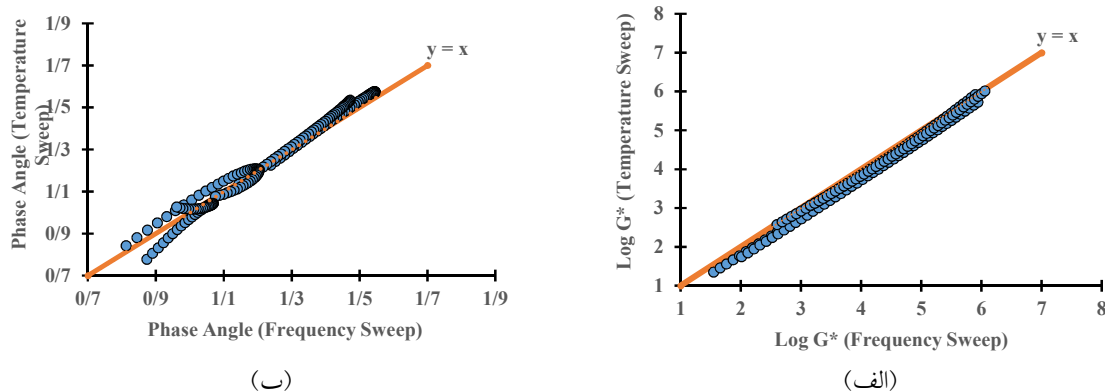 1/9
1/7
1/5
1/3
1/1
0/9
0/7
Phase Angle (Temperature
Sweep)
y = x
0/7 0/9 1/1 1/3 1/5 1/7 1/9
Phase Angle (Frequency Sweep)
(ب)
8
7
6
5
4
3
2
1
Log G* (Temperature Sweep)
y = x
1 2 3 4 5 6 7 8
Log G* (Frequency Sweep)
(الف)